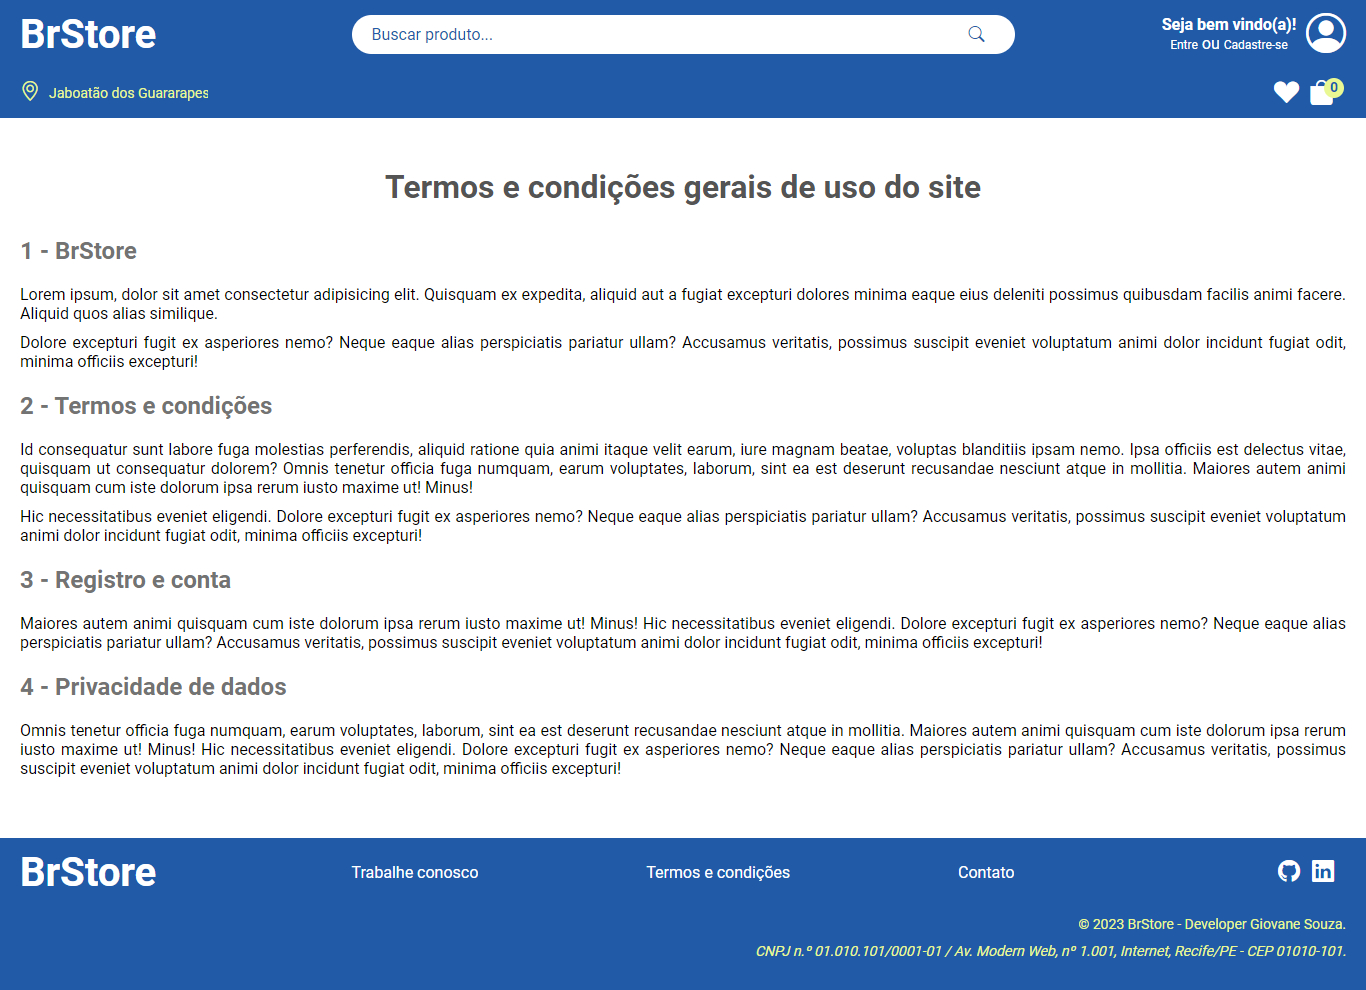 BrStore
Buscar produto...
Seja bem vindo(a)!
Entre OU Cadastre-se
Jaboatão dos Guararapes
0
Termos e condições gerais de uso do site
1 - BrStore
Lorem ipsum, dolor sit amet consectetur adipisicing elit. Quisquam ex expedita, aliquid aut a fugiat excepturi dolores minima eaque eius deleniti possimus quibusdam facilis animi facere.
Aliquid quos alias similique.
Dolore excepturi fugit ex asperiores nemo? Neque eaque alias perspiciatis pariatur ullam? Accusamus veritatis, possimus suscipit eveniet voluptatum animi dolor incidunt fugiat odit,
minima officiis excepturi!
2 - Termos e condições
Id consequatur sunt labore fuga molestias perferendis, aliquid ratione quia animi itaque velit earum, iure magnam beatae, voluptas blanditiis ipsam nemo. Ipsa officiis est delectus vitae,
quisquam ut consequatur dolorem? Omnis tenetur officia fuga numquam, earum voluptates, laborum, sint ea est deserunt recusandae nesciunt atque in mollitia. Maiores autem animi
quisquam cum iste dolorum ipsa rerum iusto maxime ut! Minus!
Hic necessitatibus eveniet eligendi. Dolore excepturi fugit ex asperiores nemo? Neque eaque alias perspiciatis pariatur ullam? Accusamus veritatis, possimus suscipit eveniet voluptatum
animi dolor incidunt fugiat odit, minima officiis excepturi!
3 - Registro e conta
Maiores autem animi quisquam cum iste dolorum ipsa rerum iusto maxime ut! Minus! Hic necessitatibus eveniet eligendi. Dolore excepturi fugit ex asperiores nemo? Neque eaque alias
perspiciatis pariatur ullam? Accusamus veritatis, possimus suscipit eveniet voluptatum animi dolor incidunt fugiat odit, minima officiis excepturi!
4 - Privacidade de dados
Omnis tenetur officia fuga numquam, earum voluptates, laborum, sint ea est deserunt recusandae nesciunt atque in mollitia. Maiores autem animi quisquam cum iste dolorum ipsa rerum
iusto maxime ut! Minus! Hic necessitatibus eveniet eligendi. Dolore excepturi fugit ex asperiores nemo? Neque eaque alias perspiciatis pariatur ullam? Accusamus veritatis, possimus
suscipit eveniet voluptatum animi dolor incidunt fugiat odit, minima officiis excepturi!
BrStore
Trabalhe conosco
Termos e condições
Contato
© 2023 BrStore - Developer Giovane Souza.
CNPJ n.º 01.010.101/0001-01 / Av. Modern Web, nº 1.001, Internet, Recife/PE - CEP 01010-101.